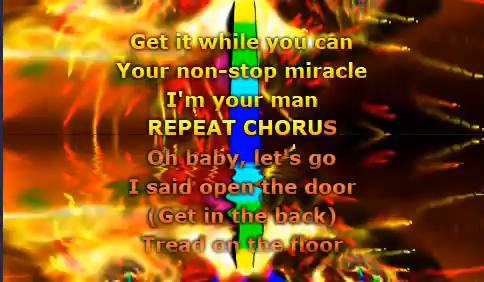 Get it while you can
Your non-stop miracle
I'm your man
REPEAT CHORUS
Oh baby, let's go
I said open the door
(Get in the back)
Tread on the floor